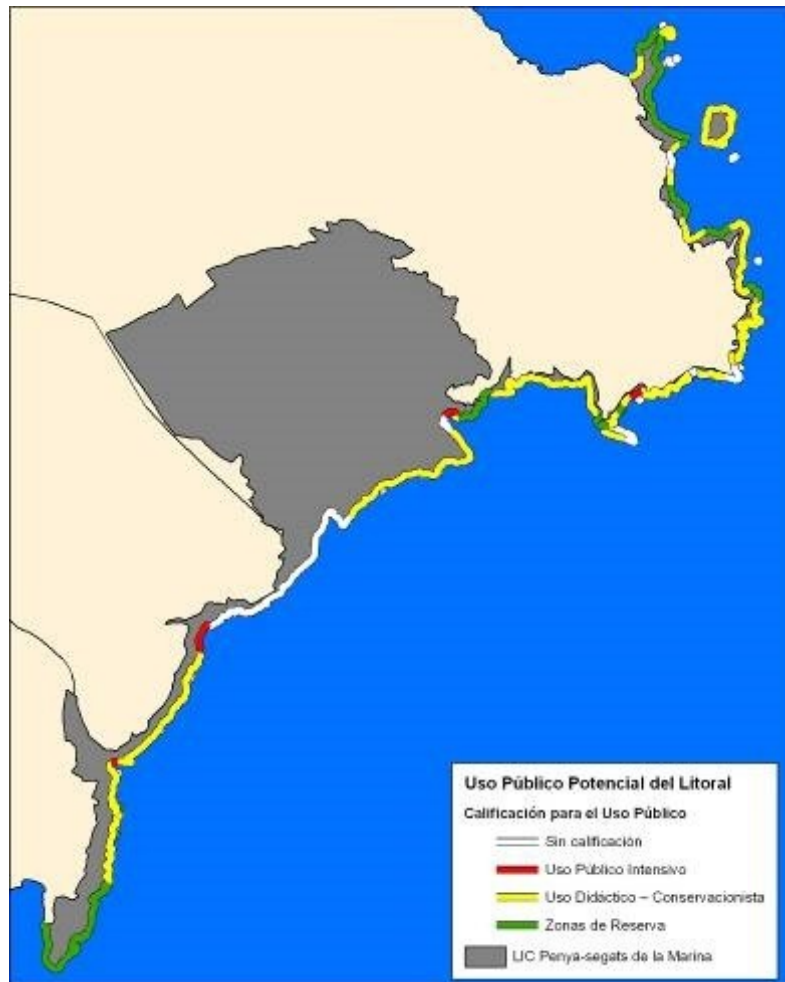 Uso Público Potencial del Litoral
Calificación para el Uso Público
Sin calificación
Uso Público Intensivo
Uso Didáctico – Conservacionista
Zonas de Reserva
LIC Penya-segats de la Marina